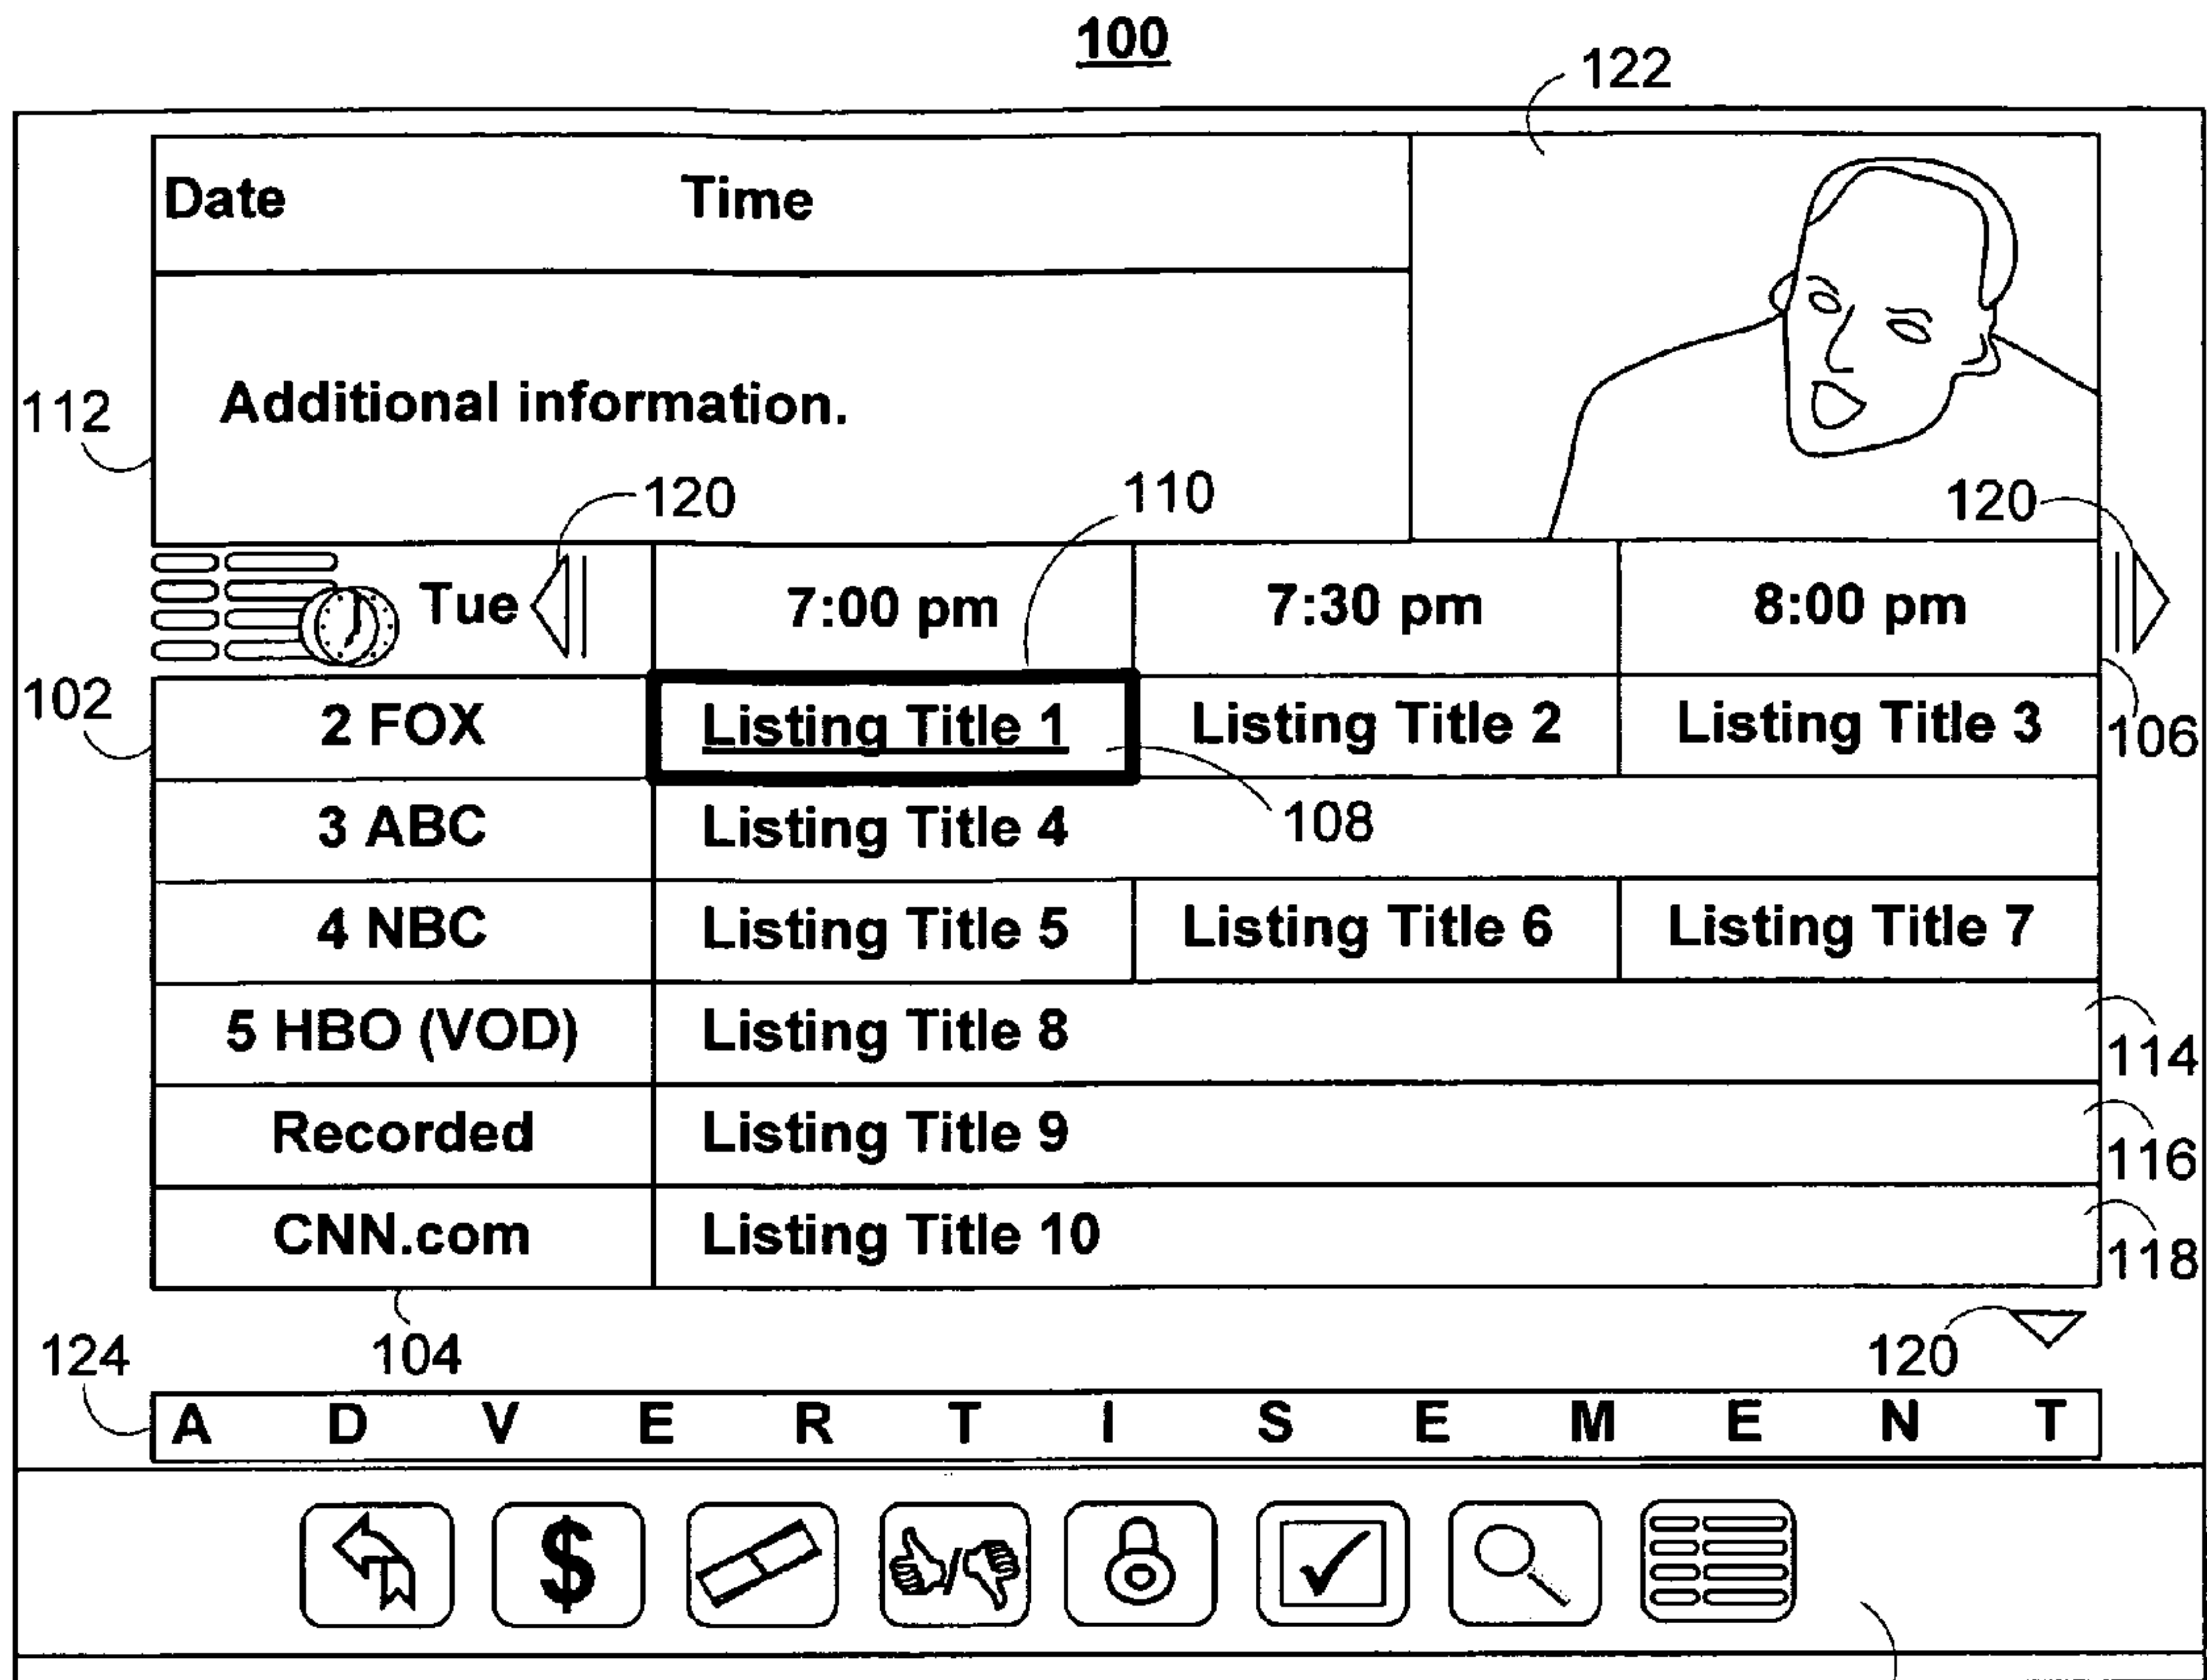 100
122
Date Time
112
Additional information.
120 110 120
Tue 7:00 pm 7:30 pm 8:00 pm
102
2 FOX Listing Title 1 Listing Title 2 Listing Title 3
106
3 ABC Listing Title 4 108
4 NBC Listing Title 5 Listing Title 6 Listing Title 7
5 HBO (VOD) Listing Title 8
114
Recorded Listing Title 9
116
CNN.com Listing Title 10
118
124 104 120
A D V E R T I S E M E N T
$